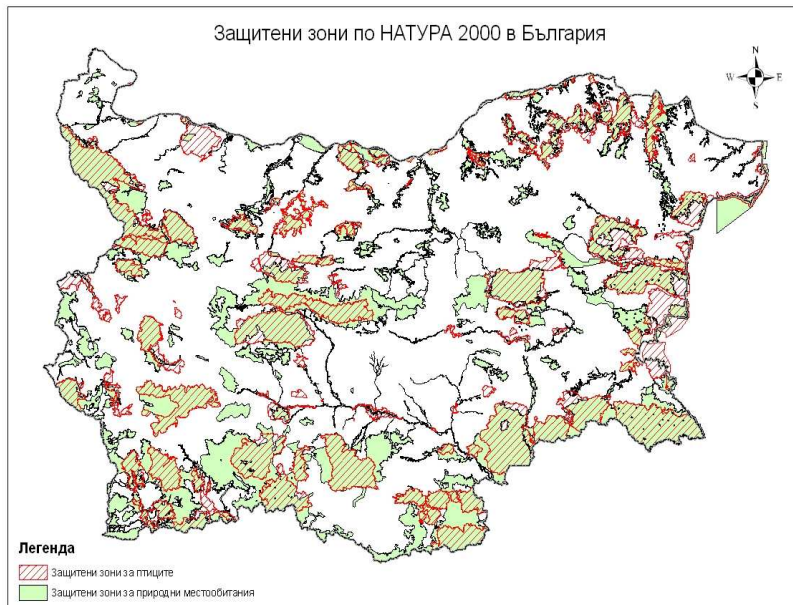 Защитени зони по НАТУРА 2000 в България
N
W E
S
Легенда
Защитени зони за птиците
Защитени зони за природни местообитания